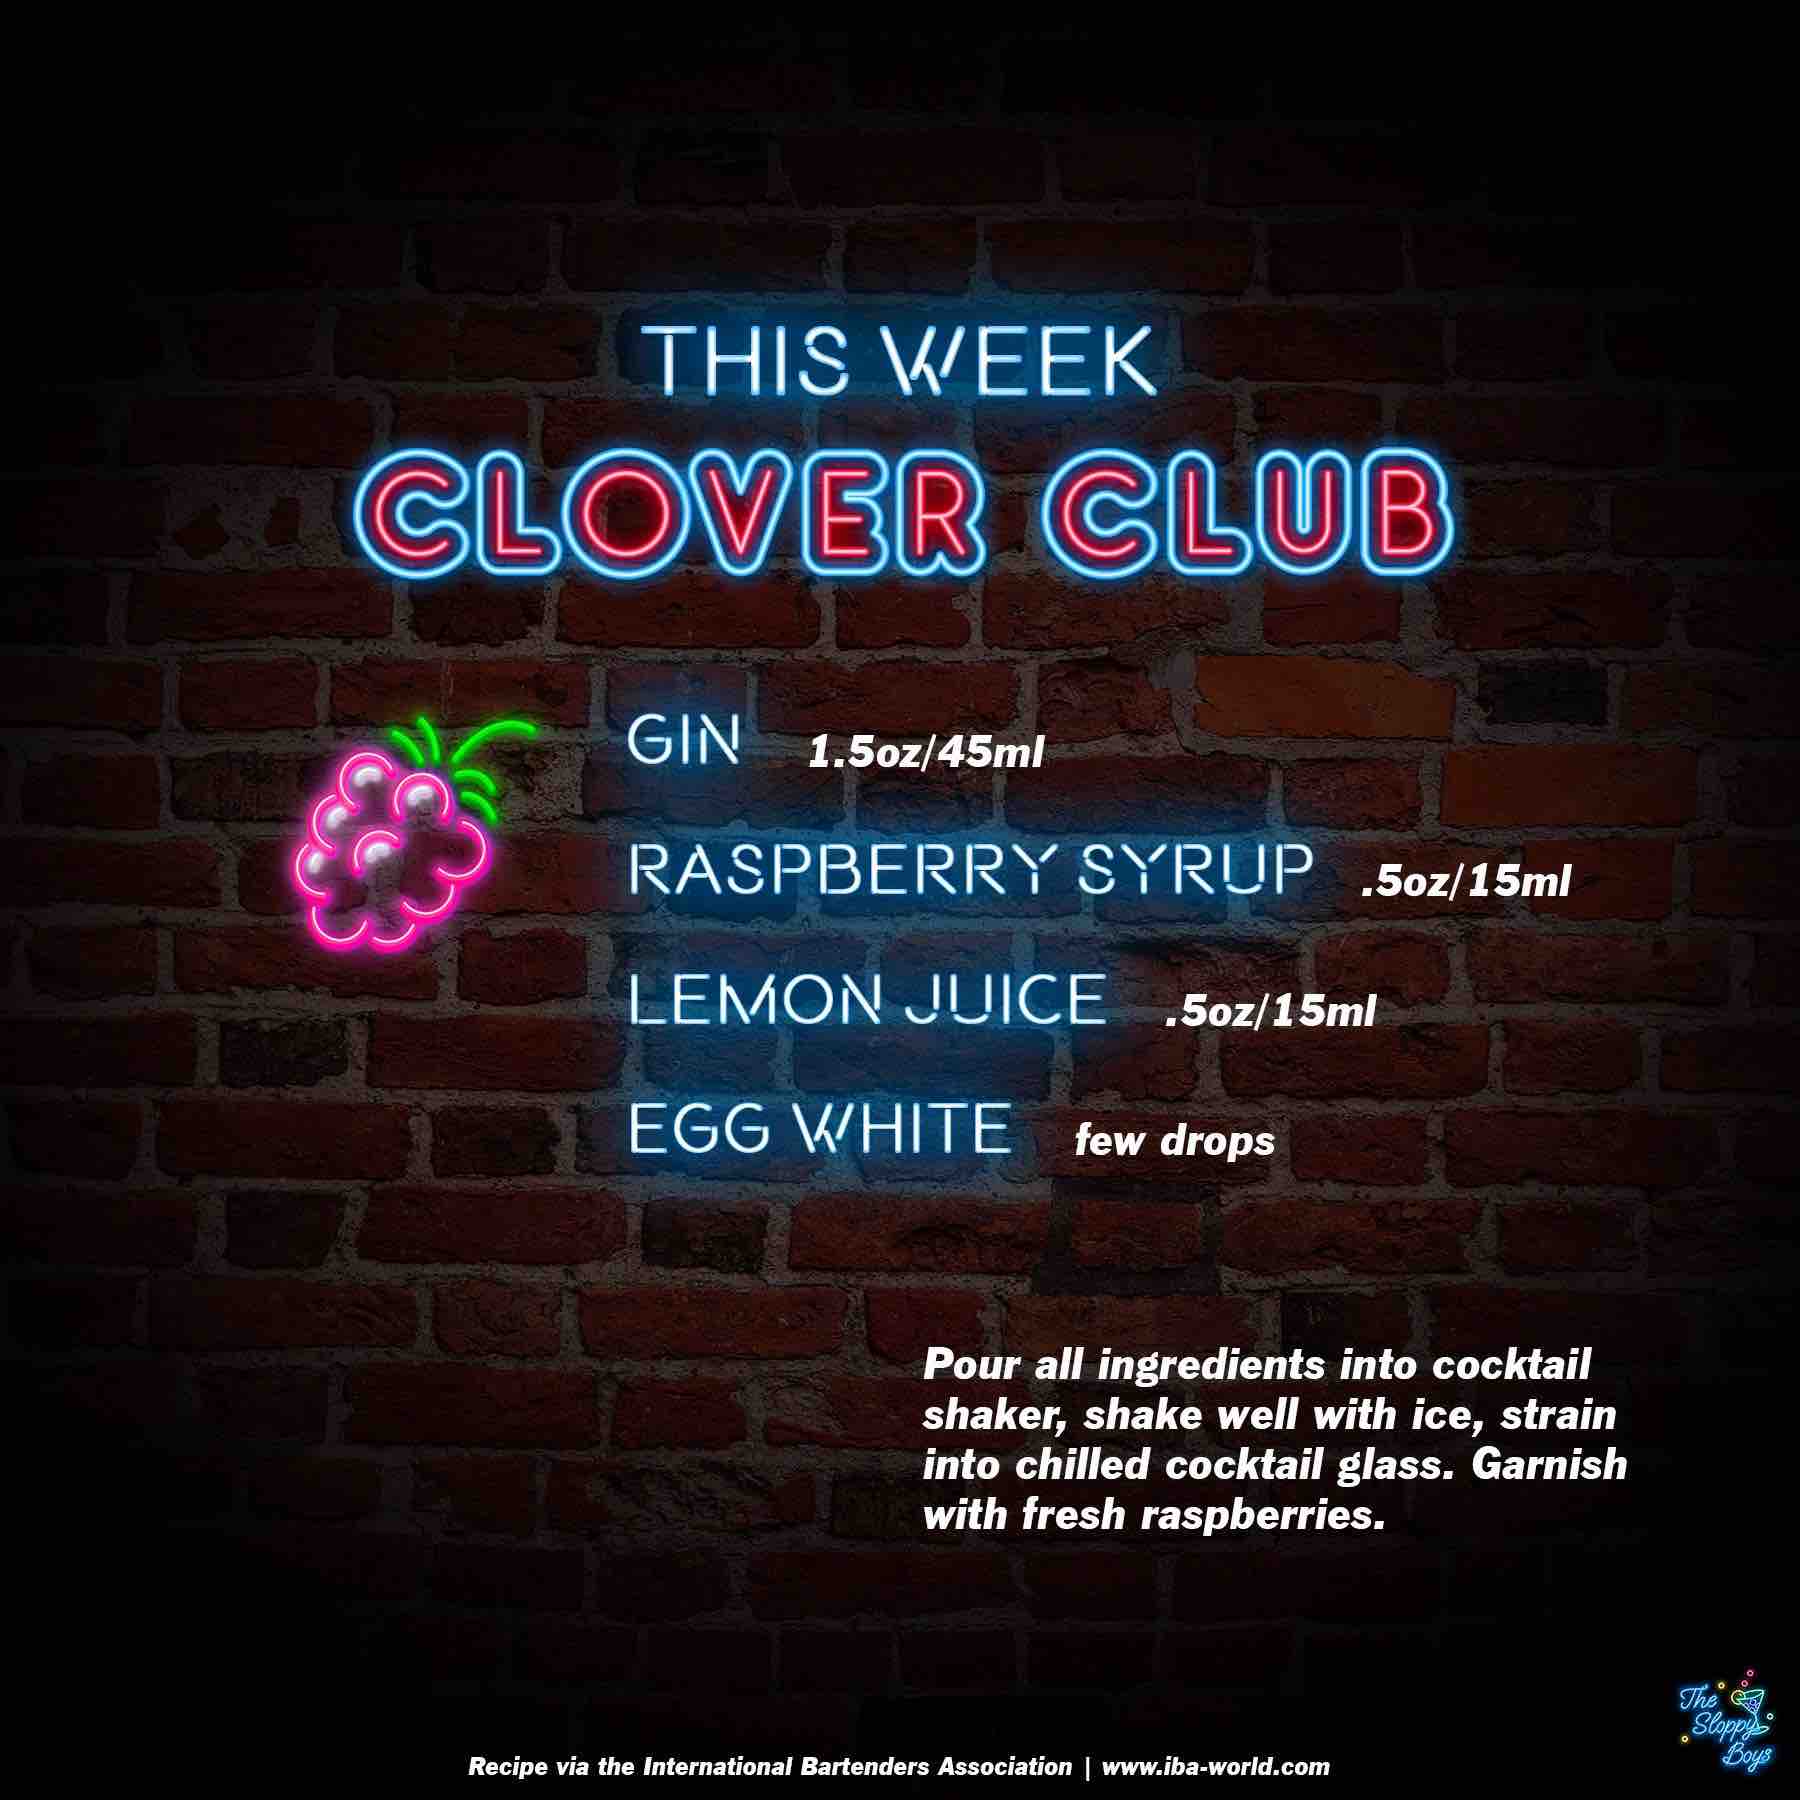 THIS WEEK
CLOVER CLUB
GIN 1.5oz/45ml
RASPBERRY SYRUP .5oz/15ml
LEMON JUICE .5oz/15ml
EGG WHITE few drops
Pour all ingredients into cocktail
shaker, shake well with ice, strain
into chilled cocktail glass. Garnish
with fresh raspberries.
The
Sloppy
Boys
Recipe via the International Bartenders Association | www.iba-world.com